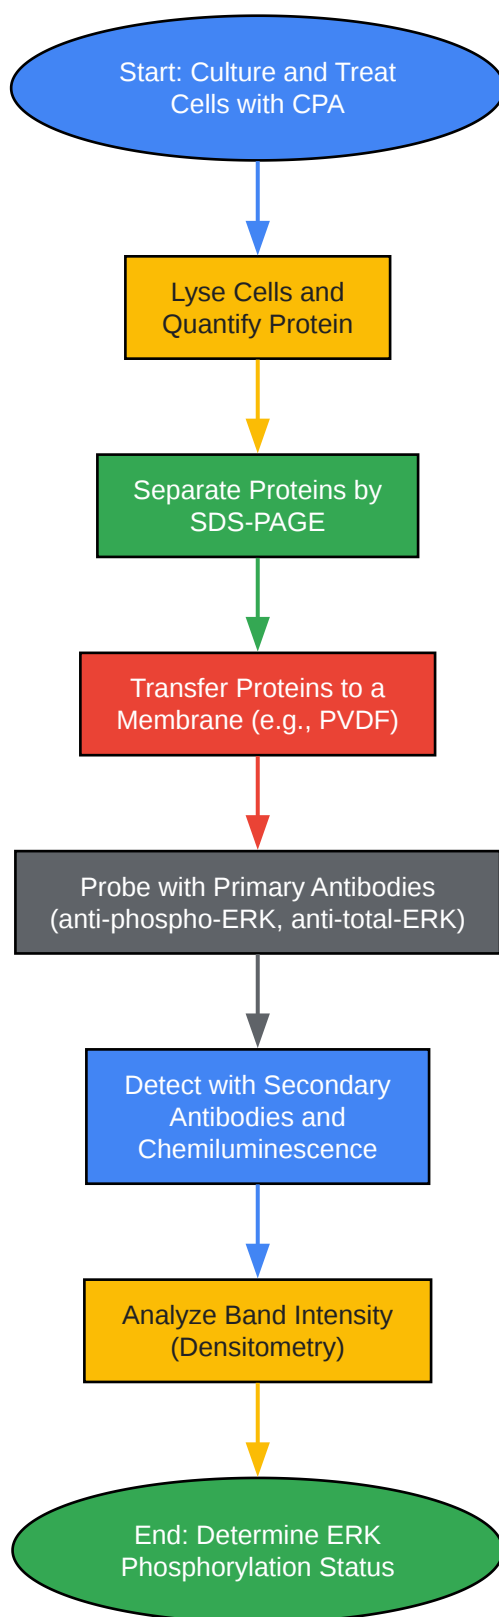 Start: Culture and Treat
Cells with CPA
Lyse Cells and
Quantify Protein
Separate Proteins by
SDS-PAGE
Transfer Proteins to a
Membrane (e.g., PVDF)
Probe with Primary Antibodies
(anti-phospho-ERK, anti-total-ERK)
Detect with Secondary
Antibodies and
Chemiluminescence
Analyze Band Intensity
(Densitometry)
End: Determine ERK
Phosphorylation Status